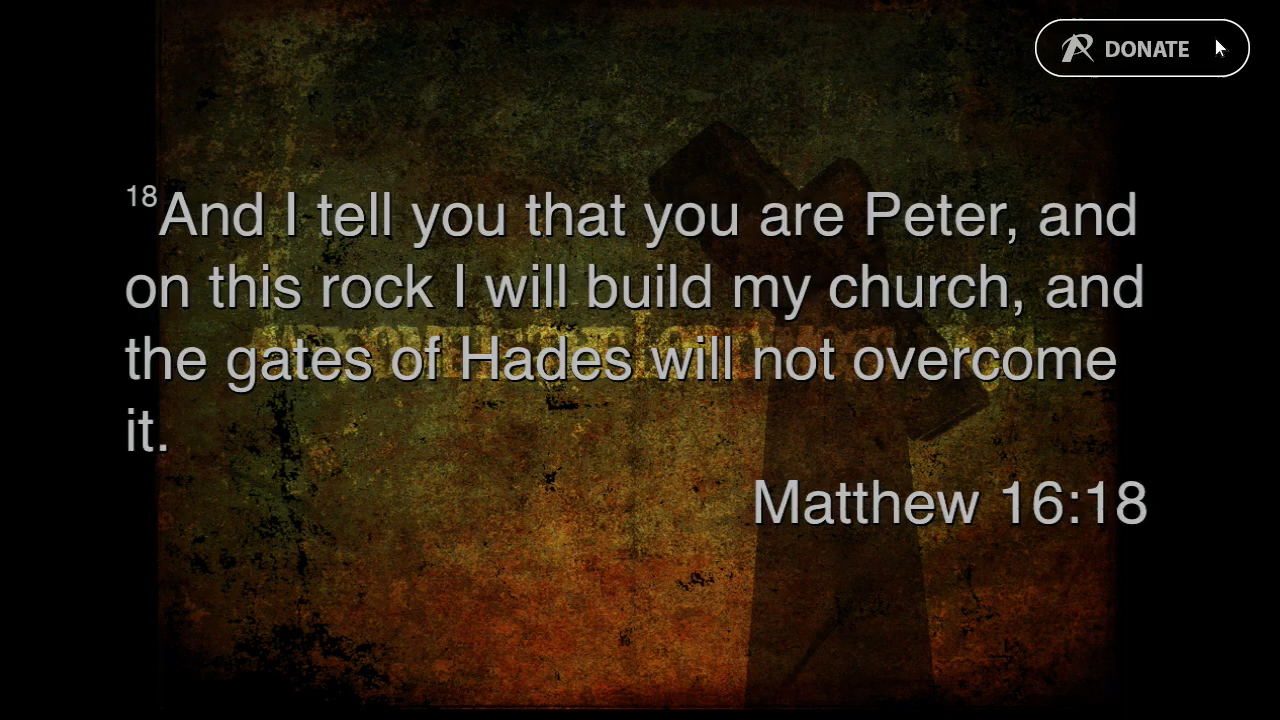 DONATE
18And I tell you that you are Peter, and
on this rock I will build my church, and
the gates of Hades will not overcome
it.
Matthew 16:18